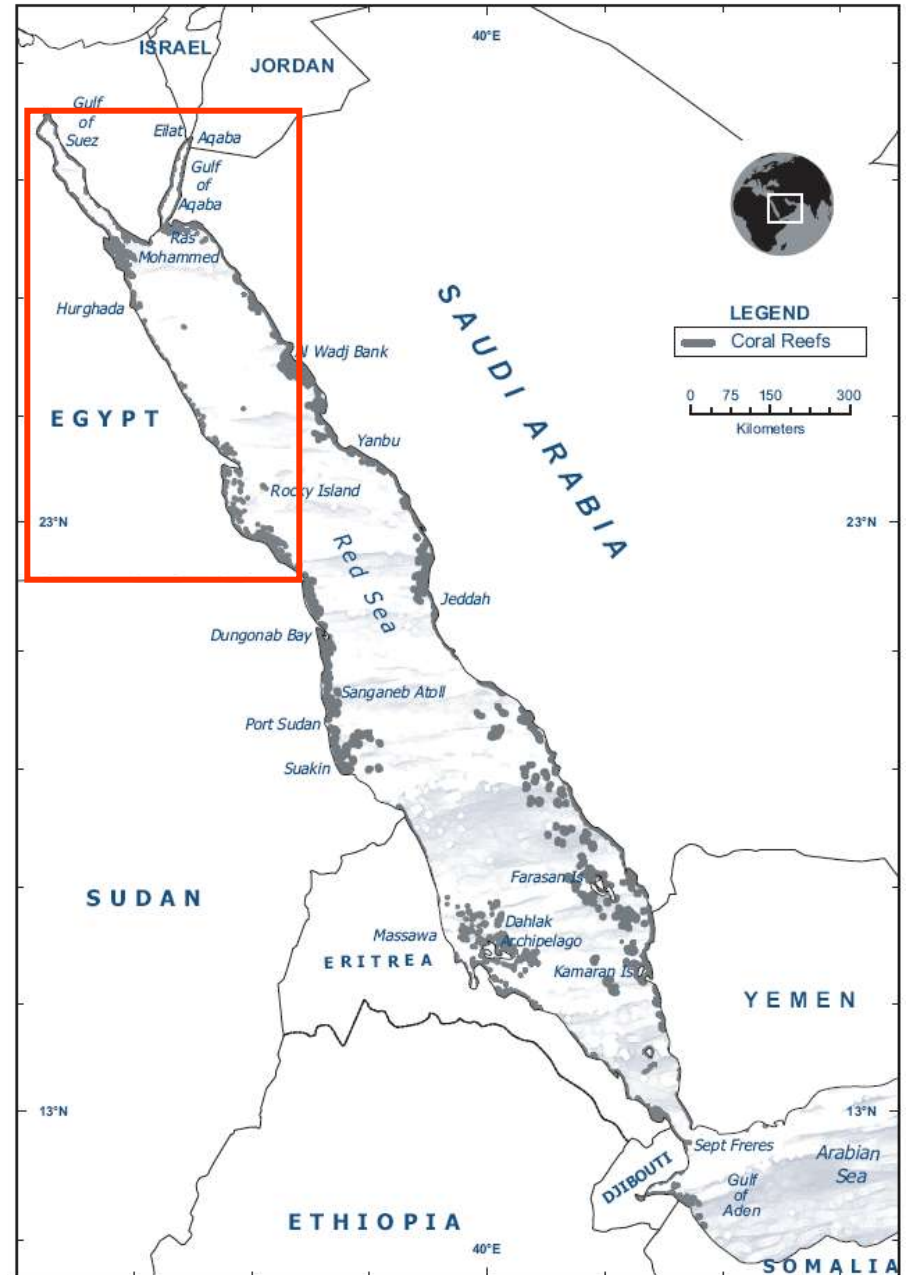 40°E
ISRAEL
JORDAN
Gulf
of
Suez
Eilat
Aqaba
Gulf
of
Aqaba
Ras
Mohammed
Hurghada
LEGEND
Coral Reefs
SAUDI ARABIA
Wadj Bank
0 75 150 300
Kilometers
EGYPT
Yanbu
Rocky Island
23°N
23°N
Red Sea
Jeddah
Dungonab Bay
Sanganeb Atoll
Port Sudan
Suakin
Farasan Is
SUDAN
Dahlak
Archipelago
Massawa
ERITREA
Kamaran Is
YEMEN
13°N
13°N
Sept Freres
Arabian
Sea
DJIBOUTI
Gulf
of
Aden
ETHIOPIA
40°E
SOMALIA